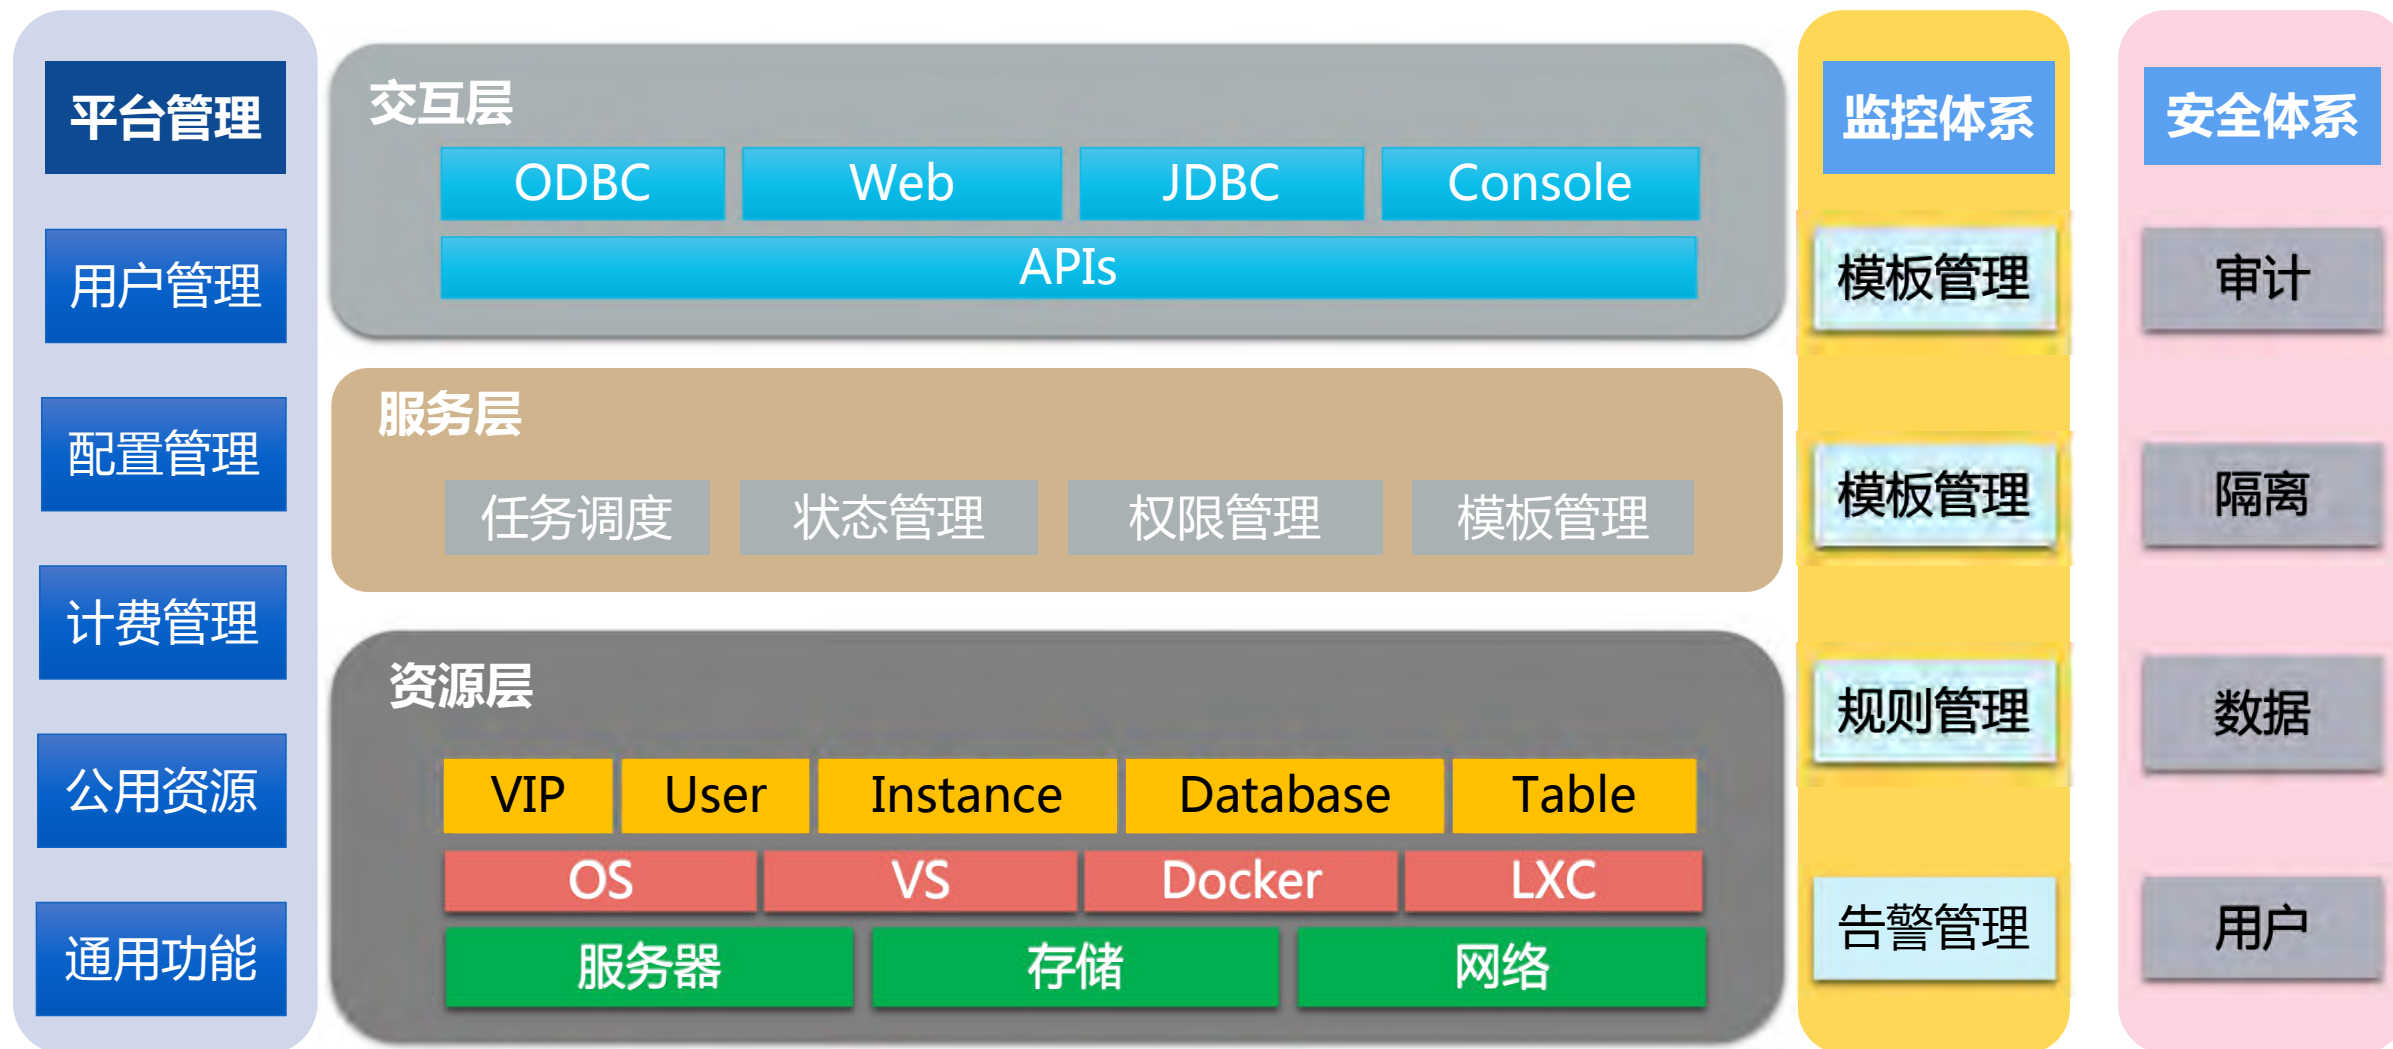 平台管理
用户管理
配置管理
计费管理
公用资源
通用功能
交互层
ODBC Web JDBC Console
APIs
服务层
任务调度 状态管理 权限管理 模板管理
资源层
VIP User Instance Database Table
OS VS Docker LXC
服务器 存储 网络
监控体系
模板管理
模板管理
规则管理
告警管理
安全体系
审计
隔离
数据
用户